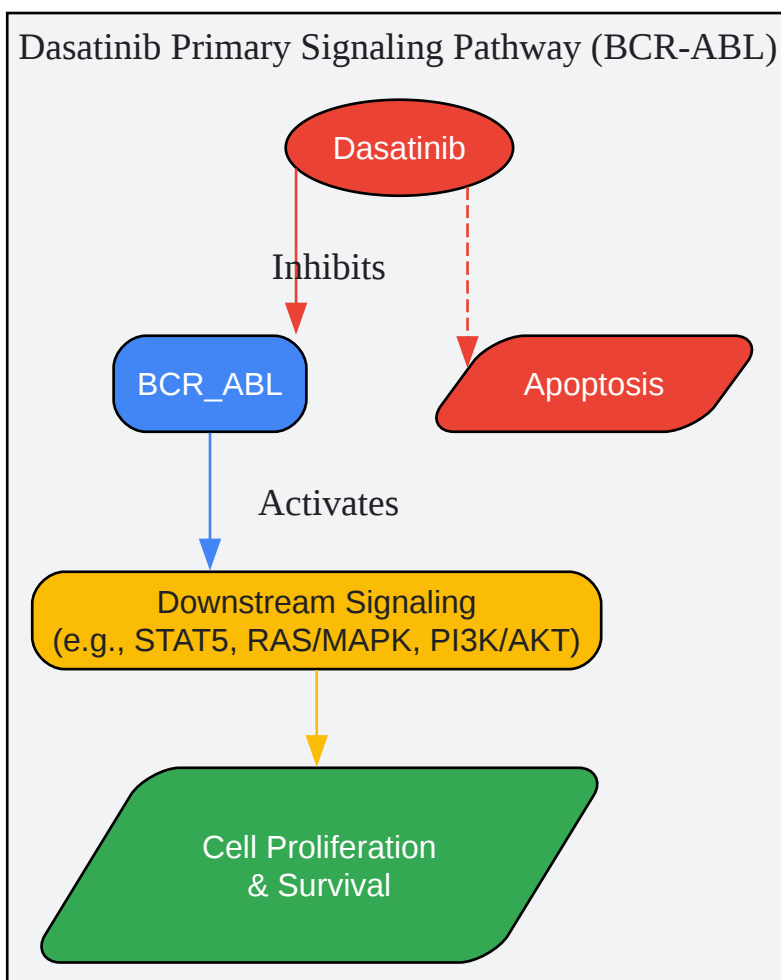 Dasatinib Primary Signaling Pathway (BCR-ABL)
Dasatinib
Inhibits
BCR_ABL
Apoptosis
Activates
Downstream Signaling
(e.g., STAT5, RAS/MAPK, PI3K/AKT)
Cell Proliferation
& Survival